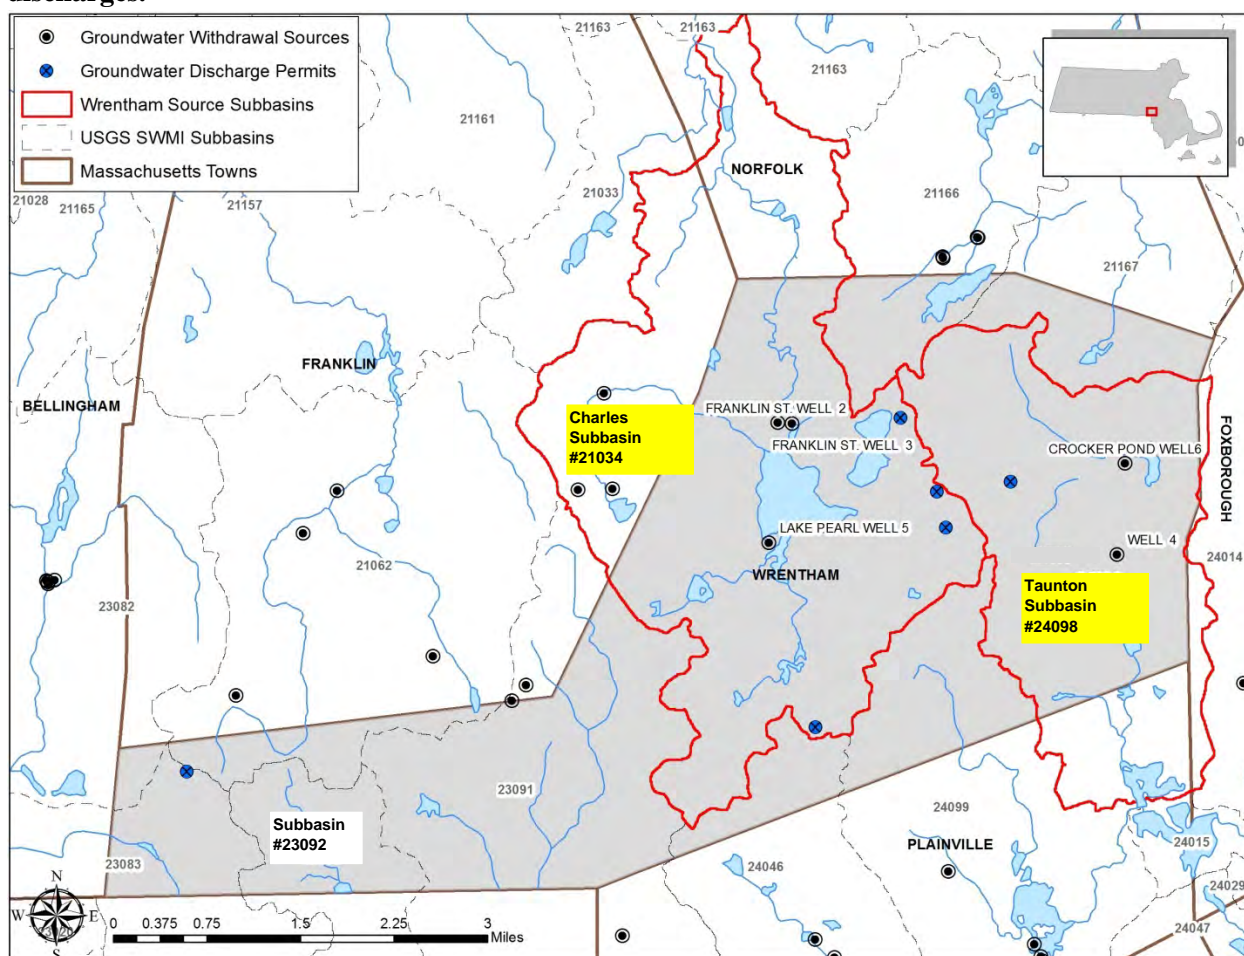 discharges.
Groundwater Withdrawal Sources
Groundwater Discharge Permits
Wrentham Source Subbasins
USGS SWMI Subbasins
Massachusetts Towns
21163
21163
21163
21161
NORFOLK
21033
21166
21028
21165
21157
21167
FRANKLIN
BELLINGHAM
Charles
Subbasin
#21034
FRANKLIN ST. WELL 2
FRANKLIN ST. WELL 3
CROCKER POND WELL6
FOXBOROUGH
LAKE PEARL WELL 5
WELL 4
WRENTHAM
21062
24014
23082
Taunton
Subbasin
#24098
23091
Subbasin
#23092
23083
24099
PLAINVILLE
24046
24015
24029
24047
N
W
E
S
0
0.375
0.75
1.5
2.25
3
Miles